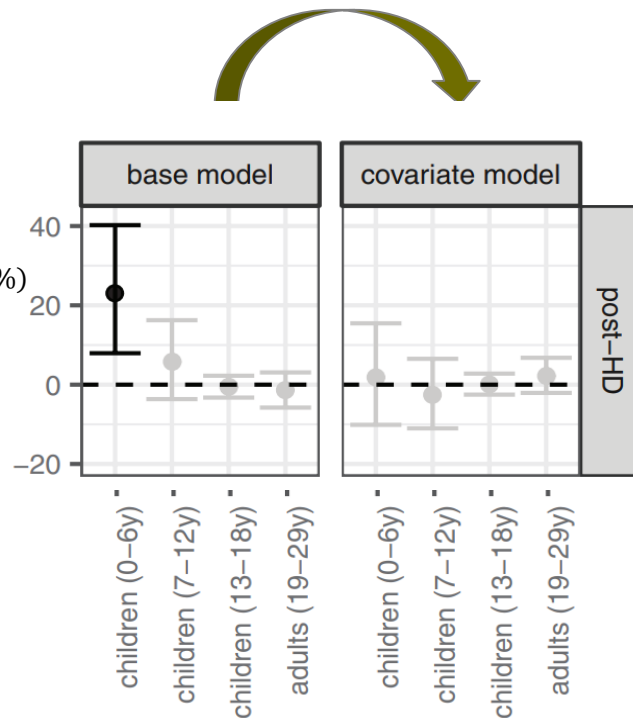 base model
covariate model
40
%)
20
0
−20
post−HD
children (0−6y)
children (7−12y)
children (13−18y)
adults (19−29y)
children (0−6y)
children (7−12y)
children (13−18y)
adults (19−29y)